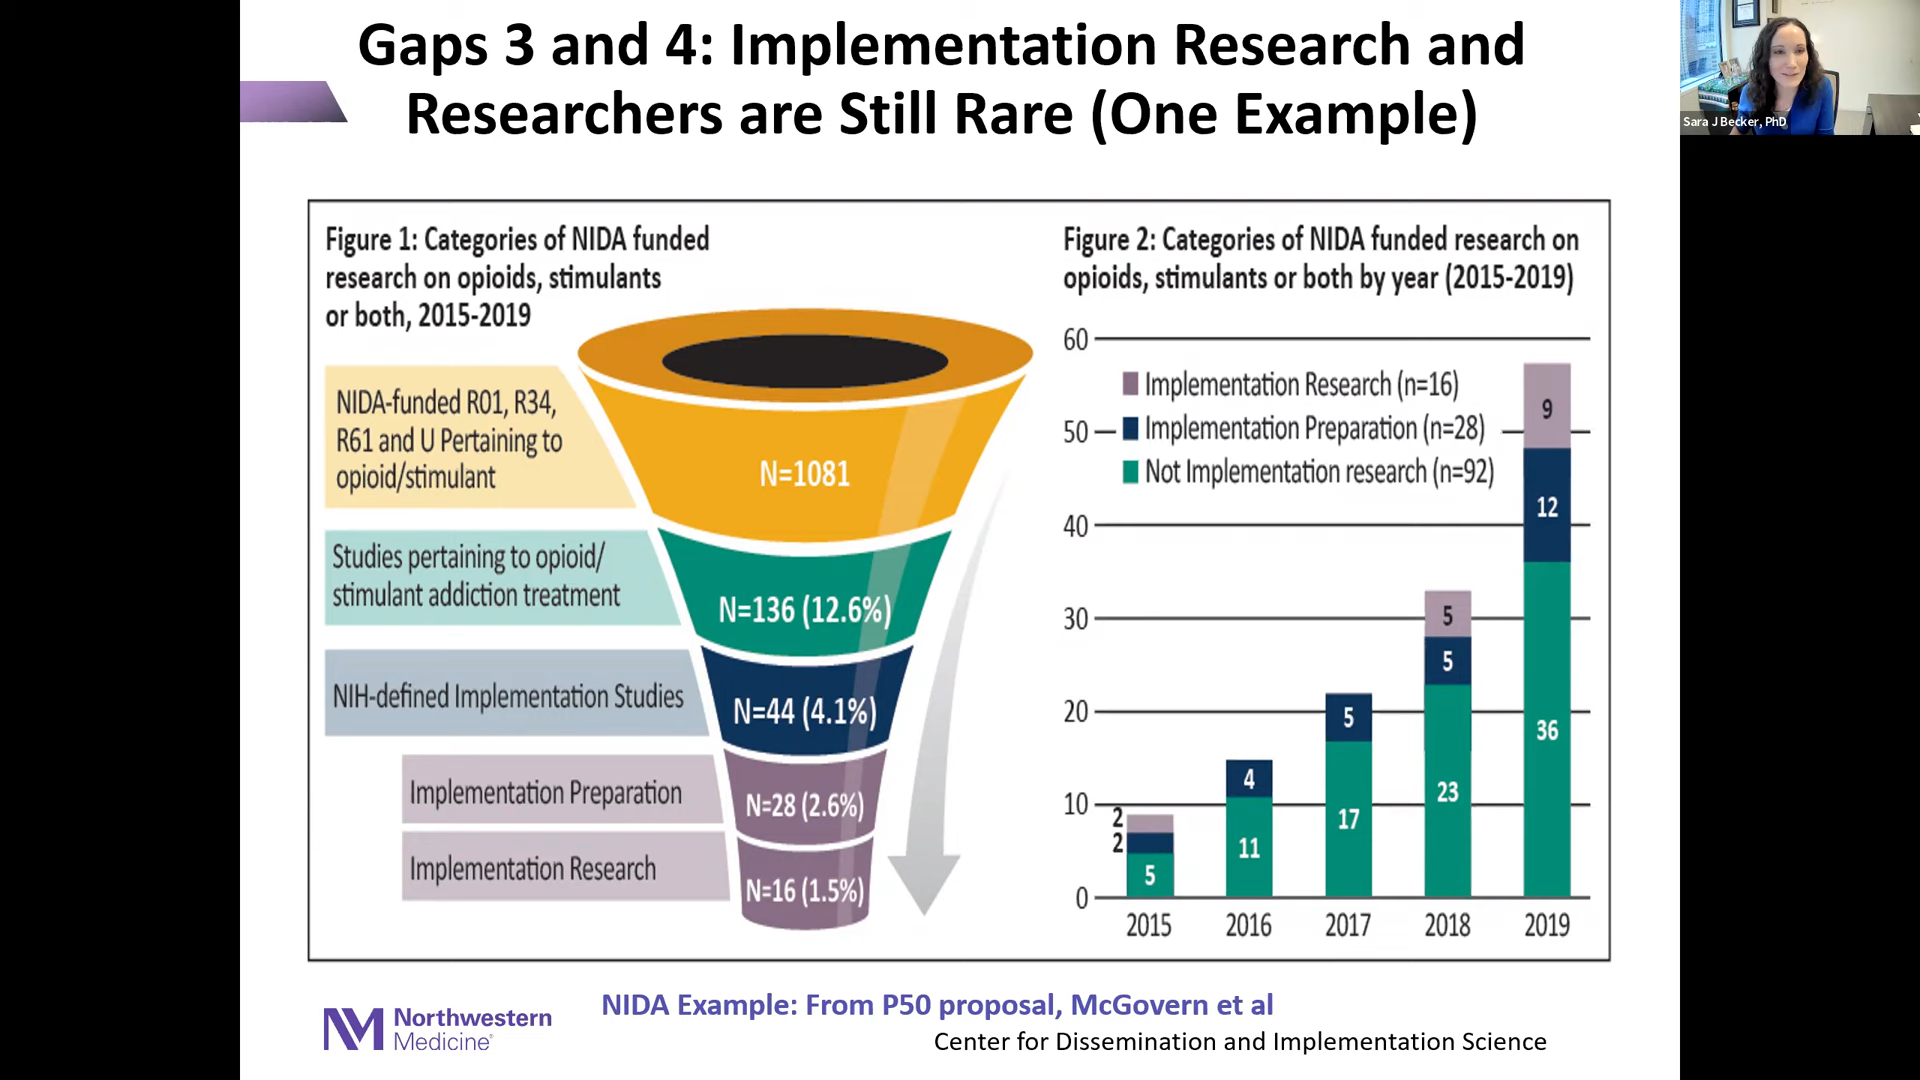 Gaps 3 and 4: Implementation Research and
Researchers are Still Rare (One Example)
Sara J Becker, PhD
Figure 1: Categories of NIDA funded
research on opioids, stimulants
or both, 2015-2019
NIDA-funded R01, R34,
R61 and U Pertaining to
opioid/stimulant
N=1081
Studies pertaining to opioid/
stimulant addiction treatment
N=136 (12.6%)
NIH-defined Implementation Studies
N=44 (4.1%)
Implementation Preparation
N=28 (2.6%)
Implementation Research
N=16 (1.5%)
Figure 2: Categories of NIDA funded research on
opioids, stimulants or both by year (2015-2019)
60
50
40
30
20
10
0
Implementation Research (n=16)
Implementation Preparation (n=28)
Not Implementation research (n=92)
2
2
5
4
11
5
17
5
5
23
9
12
36
2015
2016
2017
2018
2019
NIDA Example: From P50 proposal, McGovern et al
NM Northwestern
Medicine®
Center for Dissemination and Implementation Science